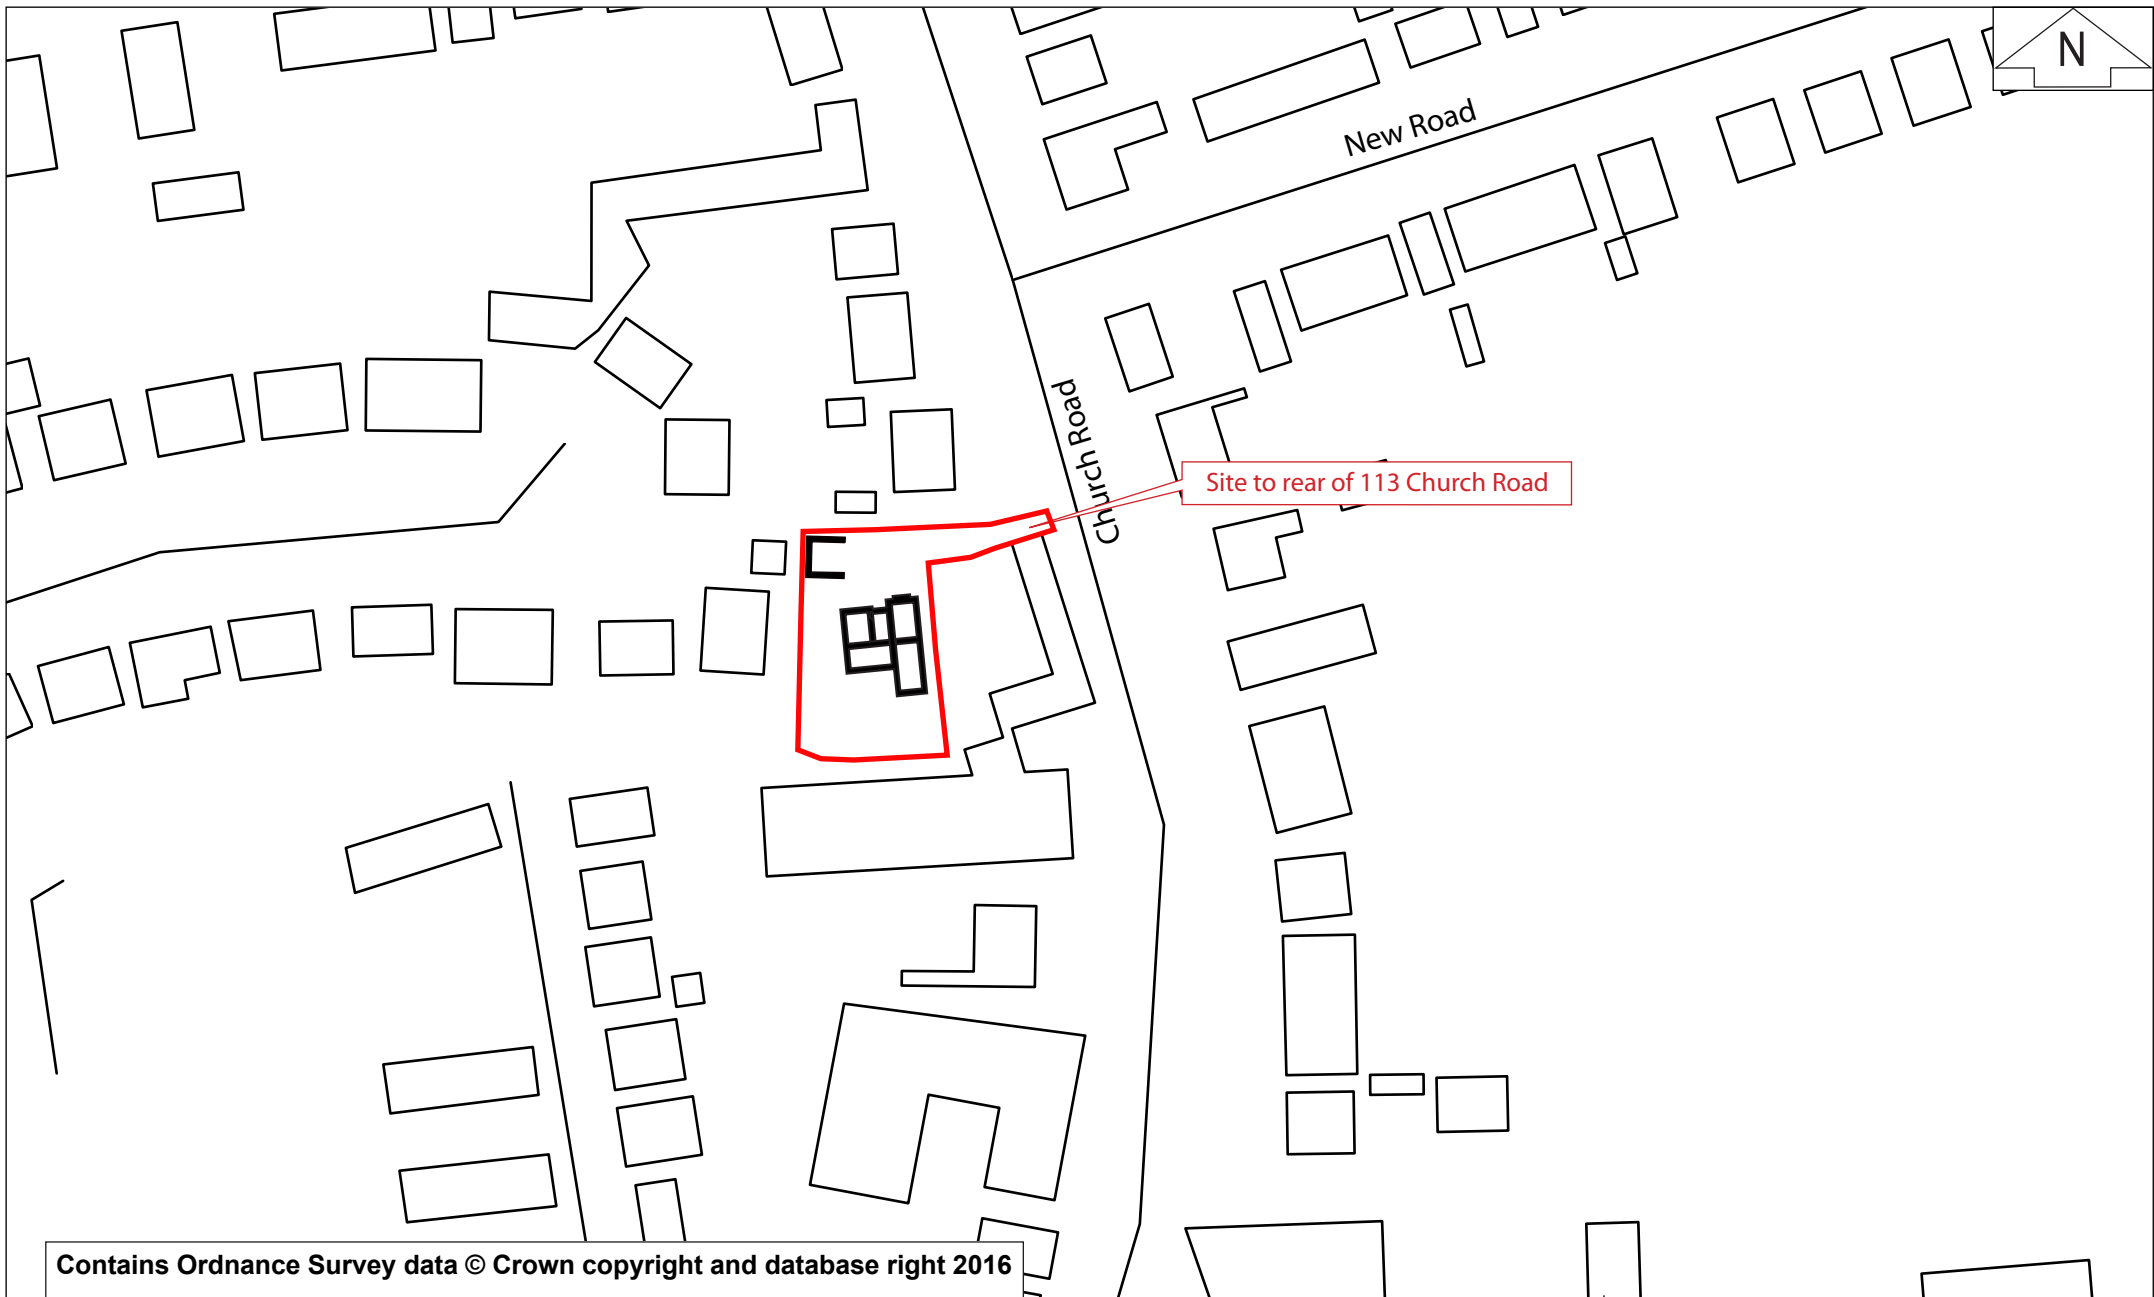 N
New Road
Church Road
Site to rear of 113 Church Road
Contains Ordnance Survey data © Crown copyright and database right 2016